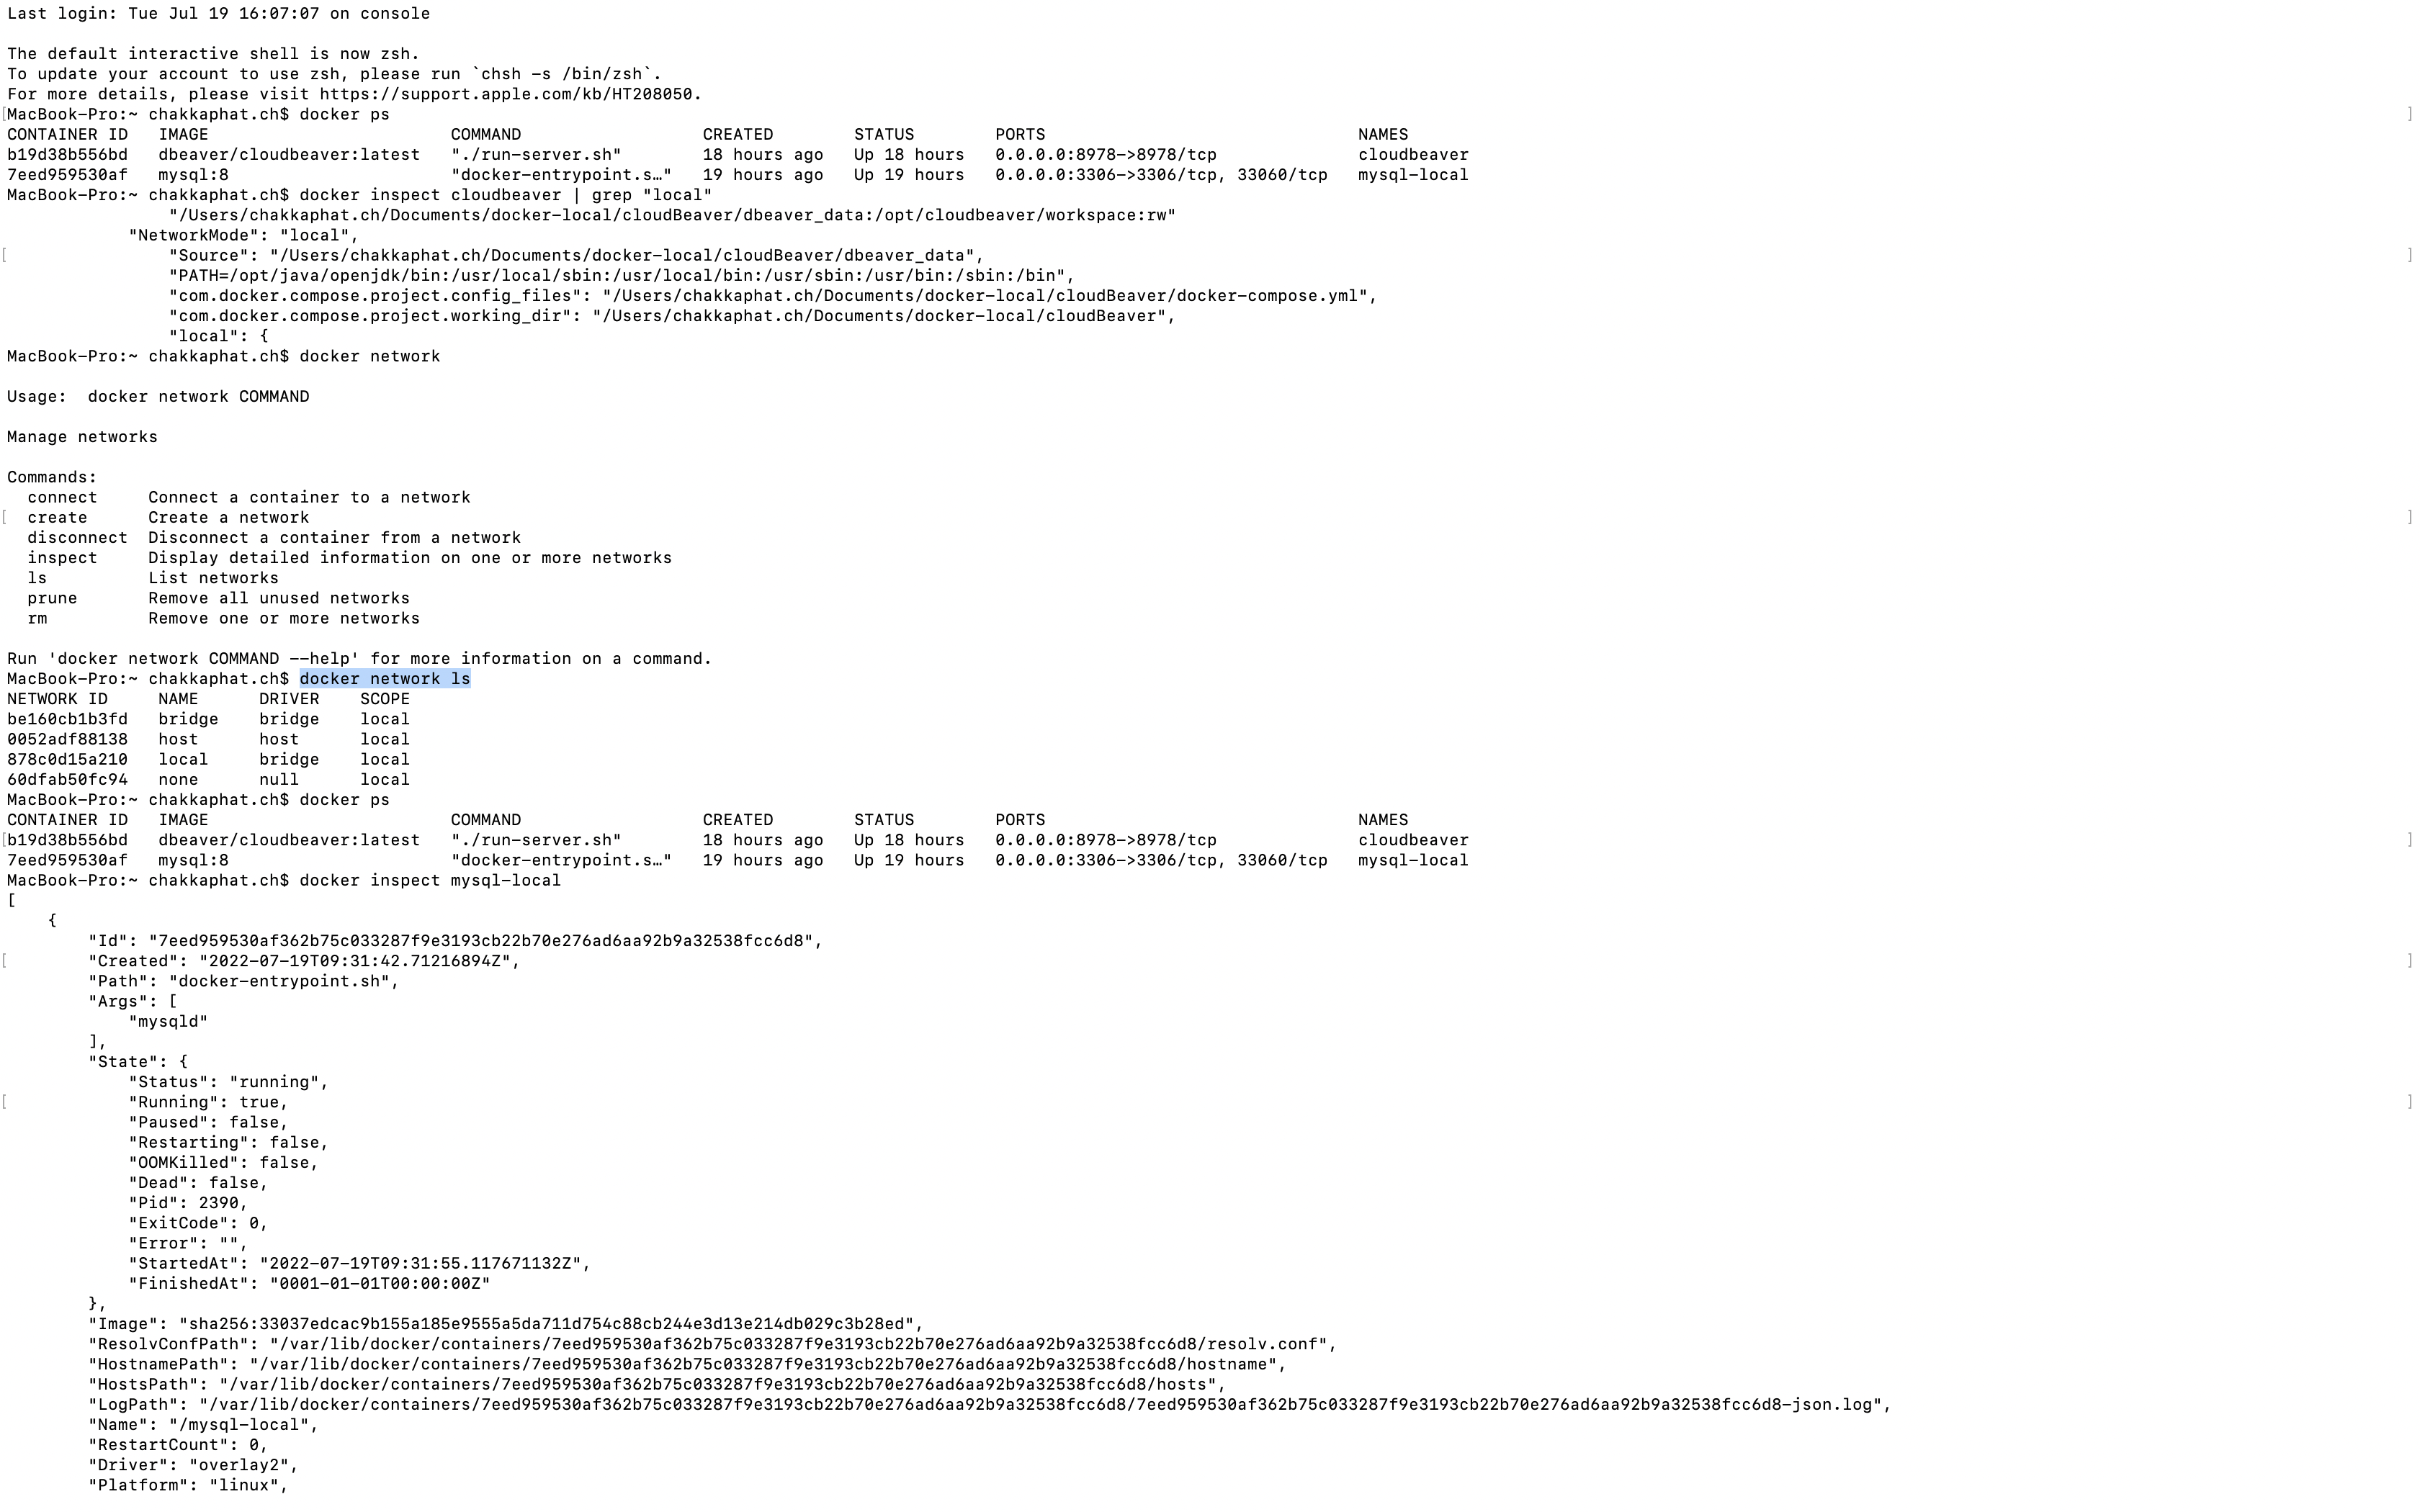 Last login: Tue Jul 19 16:07:07 on console

The default interactive shell is now zsh.
To update your account to use zsh, please run `chsh -s /bin/zsh`.
For more details, please visit https://support.apple.com/kb/HT208050.
[MacBook-Pro:~ chakkaphat.ch$ docker ps ]
CONTAINER ID   IMAGE                        COMMAND                  CREATED        STATUS        PORTS                               NAMES
b19d38b556bd   dbeaver/cloudbeaver:latest   "./run-server.sh"        18 hours ago   Up 18 hours   0.0.0.0:8978->8978/tcp              cloudbeaver
7eed959530af   mysql:8                      "docker-entrypoint.s…"   19 hours ago   Up 19 hours   0.0.0.0:3306->3306/tcp, 33060/tcp   mysql-local
MacBook-Pro:~ chakkaphat.ch$ docker inspect cloudbeaver | grep "local"
                "/Users/chakkaphat.ch/Documents/docker-local/cloudBeaver/dbeaver_data:/opt/cloudbeaver/workspace:rw"
            "NetworkMode": "local",
[               "Source": "/Users/chakkaphat.ch/Documents/docker-local/cloudBeaver/dbeaver_data", ]
                "PATH=/opt/java/openjdk/bin:/usr/local/sbin:/usr/local/bin:/usr/sbin:/usr/bin:/sbin:/bin",
                "com.docker.compose.project.config_files": "/Users/chakkaphat.ch/Documents/docker-local/cloudBeaver/docker-compose.yml",
                "com.docker.compose.project.working_dir": "/Users/chakkaphat.ch/Documents/docker-local/cloudBeaver",
                "local": {
MacBook-Pro:~ chakkaphat.ch$ docker network

Usage:  docker network COMMAND

Manage networks

Commands:
  connect     Connect a container to a network
[ create      Create a network ]
  disconnect  Disconnect a container from a network
  inspect     Display detailed information on one or more networks
  ls          List networks
  prune       Remove all unused networks
  rm          Remove one or more networks

Run 'docker network COMMAND --help' for more information on a command.
MacBook-Pro:~ chakkaphat.ch$ docker network ls
NETWORK ID     NAME      DRIVER    SCOPE
be160cb1b3fd   bridge    bridge    local
0052adf88138   host      host      local
878c0d15a210   local     bridge    local
60dfab50fc94   none      null      local
MacBook-Pro:~ chakkaphat.ch$ docker ps
CONTAINER ID   IMAGE                        COMMAND                  CREATED        STATUS        PORTS                               NAMES
[b19d38b556bd   dbeaver/cloudbeaver:latest   "./run-server.sh"        18 hours ago   Up 18 hours   0.0.0.0:8978->8978/tcp              cloudbeaver ]
7eed959530af   mysql:8                      "docker-entrypoint.s…"   19 hours ago   Up 19 hours   0.0.0.0:3306->3306/tcp, 33060/tcp   mysql-local
MacBook-Pro:~ chakkaphat.ch$ docker inspect mysql-local
[
    {
        "Id": "7eed959530af362b75c033287f9e3193cb22b70e276ad6aa92b9a32538fcc6d8",
[       "Created": "2022-07-19T09:31:42.71216894Z", ]
        "Path": "docker-entrypoint.sh",
        "Args": [
            "mysqld"
        ],
        "State": {
            "Status": "running",
[           "Running": true, ]
            "Paused": false,
            "Restarting": false,
            "OOMKilled": false,
            "Dead": false,
            "Pid": 2390,
            "ExitCode": 0,
            "Error": "",
            "StartedAt": "2022-07-19T09:31:55.117671132Z",
            "FinishedAt": "0001-01-01T00:00:00Z"
        },
        "Image": "sha256:33037edcac9b155a185e9555a5da711d754c88cb244e3d13e214db029c3b28ed",
        "ResolvConfPath": "/var/lib/docker/containers/7eed959530af362b75c033287f9e3193cb22b70e276ad6aa92b9a32538fcc6d8/resolv.conf",
        "HostnamePath": "/var/lib/docker/containers/7eed959530af362b75c033287f9e3193cb22b70e276ad6aa92b9a32538fcc6d8/hostname",
        "HostsPath": "/var/lib/docker/containers/7eed959530af362b75c033287f9e3193cb22b70e276ad6aa92b9a32538fcc6d8/hosts",
        "LogPath": "/var/lib/docker/containers/7eed959530af362b75c033287f9e3193cb22b70e276ad6aa92b9a32538fcc6d8/7eed959530af362b75c033287f9e3193cb22b70e276ad6aa92b9a32538fcc6d8-json.log",
        "Name": "/mysql-local",
        "RestartCount": 0,
        "Driver": "overlay2",
        "Platform": "linux",